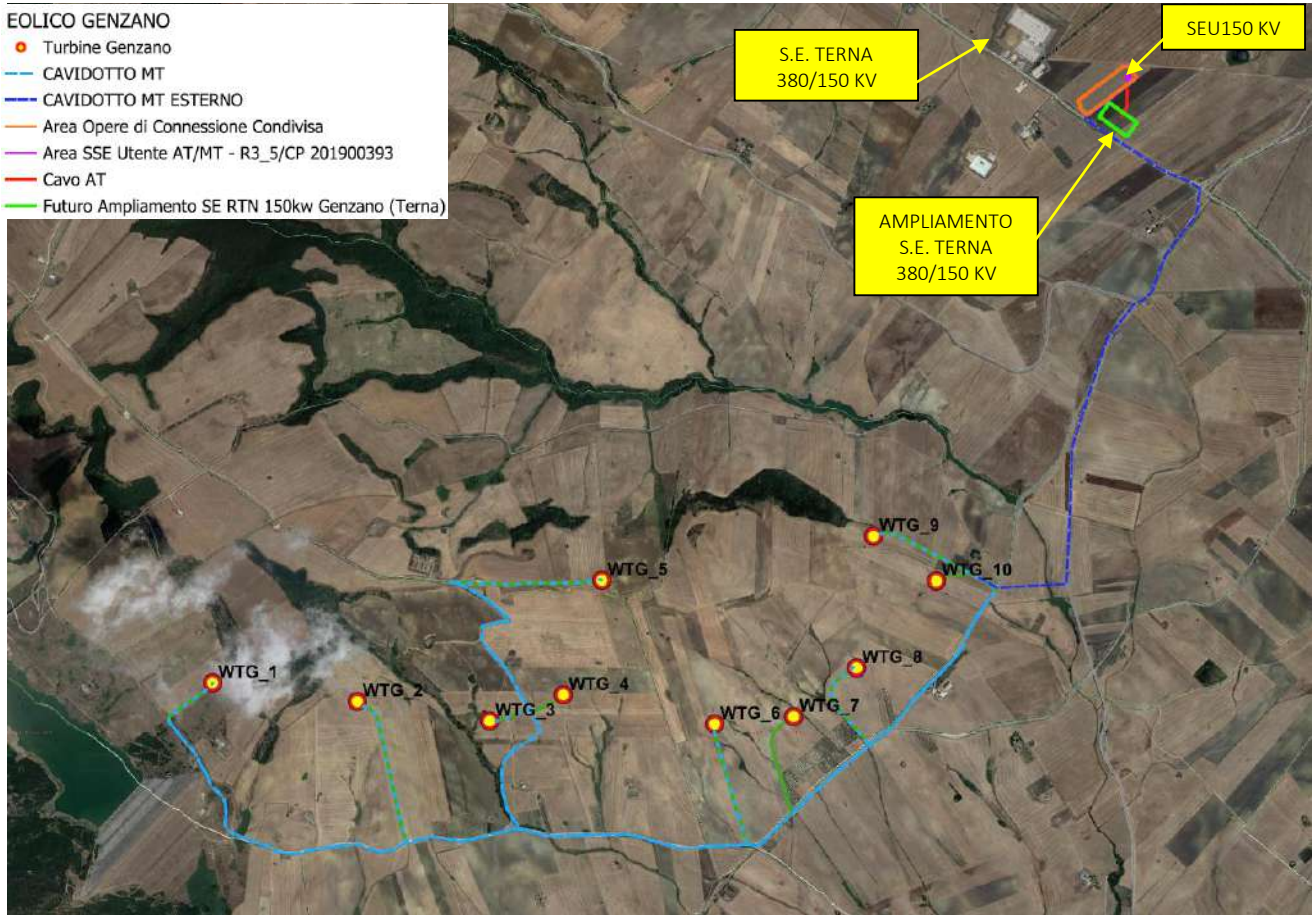 EOLICO GENZANO
Turbine Genzano
CAVIDOTTO MT
CAVIDOTTO MT ESTERNO
Area Opere di Connessione Condivisa
Area SSE Utente AT/MT - R3_5/CP 201900393
Cavo AT
Futuro Ampliamento SE RTN 150kw Genzano (Terna)
S.E. TERNA
380/150 KV
SEU150 KV
AMPLIAMENTO
S.E. TERNA
380/150 KV
WTG_9
WTG_5
WTG_10
WTG_1
WTG_8
WTG_2
WTG_4
WTG_3
WTG_6
WTG_7